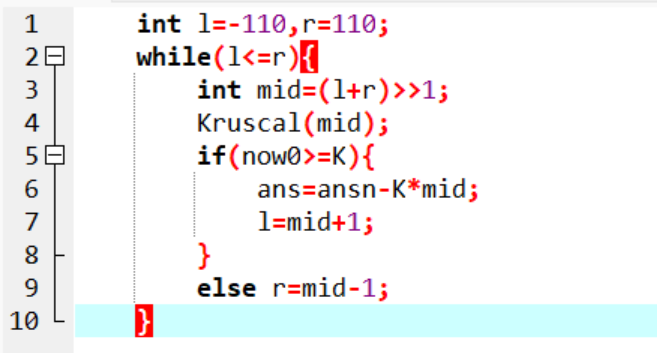 1 int l=-110,r=110;
2 while(l<=r){
3 int mid=(l+r)>>1;
4 Kruscal(mid);
5 if(now0>=K){
6 ans=ansn-K*mid;
7 l=mid+1;
8 }
9 else r=mid-1;
10 }